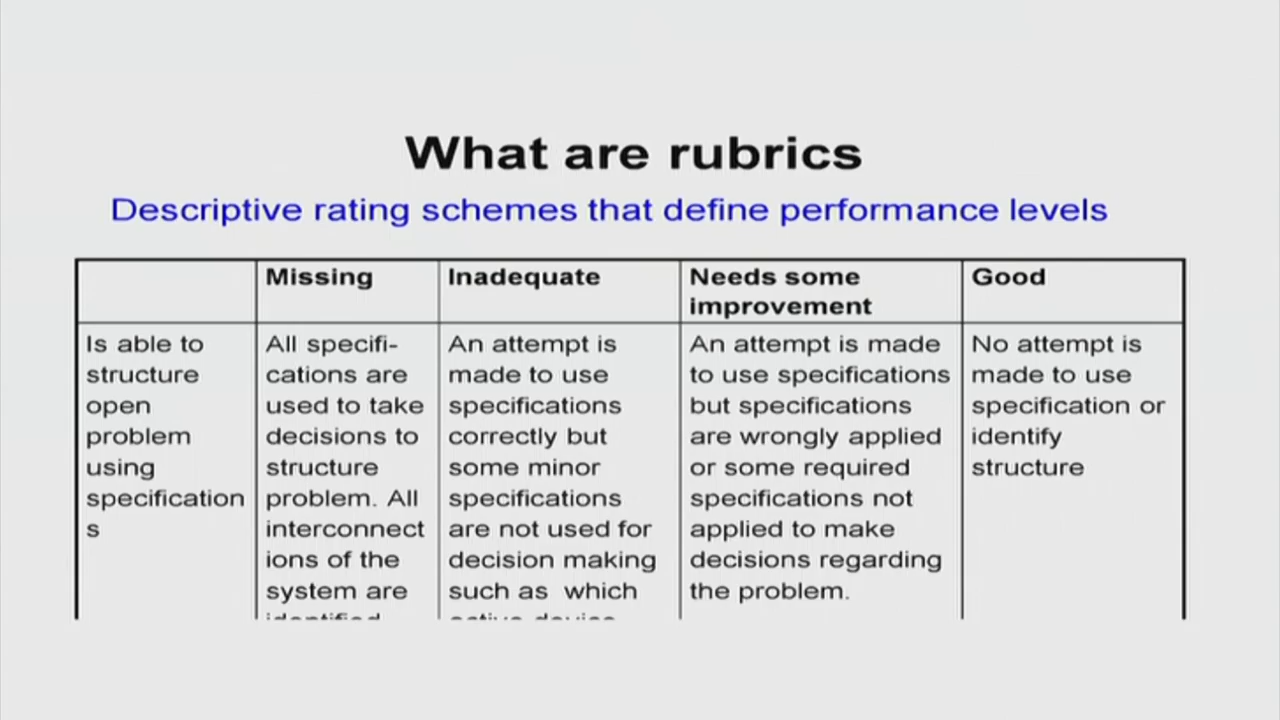 What are rubrics
Descriptive rating schemes that define performance levels
Missing
Inadequate
Needs some
improvement
Good
Is able to
structure
open
problem
using
specification
s
All specifi-
cations are
used to take
decisions to
structure
problem. All
interconnect
ions of the
system are
An attempt is
made to use
specifications
correctly but
some minor
specifications
are not used for
decision making
such as which
An attempt is made
to use specifications
but specifications
are wrongly applied
or some required
specifications not
applied to make
decisions regarding
the problem.
No attempt is
made to use
specification or
identify
structure